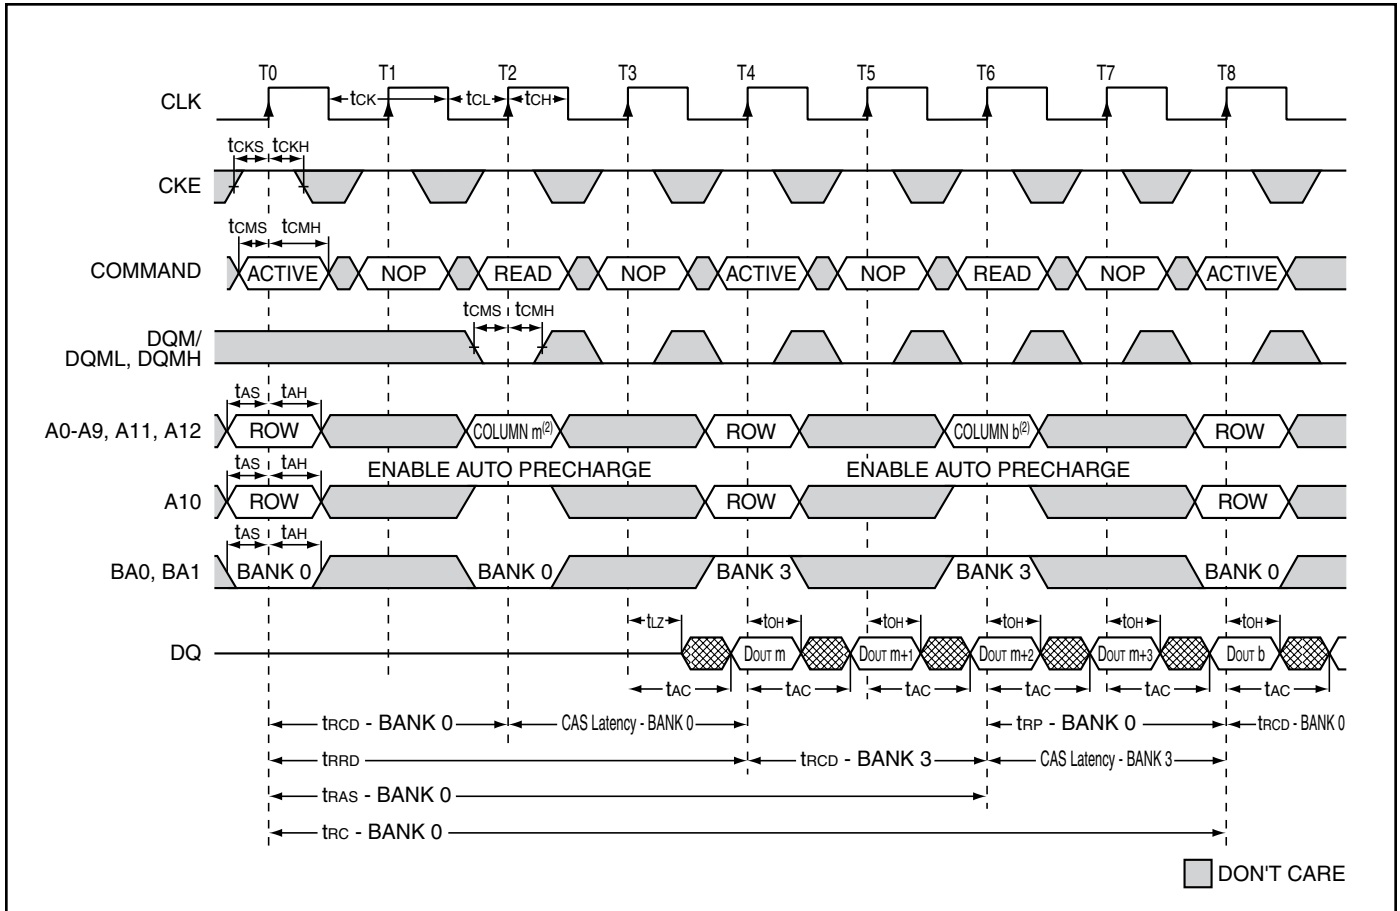 T0 T1 T2 T3 T4 T5 T6 T7 T8
CLK tCK tCL tCH
tCKS tCKH
CKE
tCMS tCMH
COMMAND ACTIVE NOP READ NOP ACTIVE NOP READ NOP ACTIVE
tCMS tCMH
DQM/
DQML, DQMH
tAS tAH
A0-A9, A11, A12 ROW COLUMN m(2) ROW COLUMN b(2) ROW
tAS tAH ENABLE AUTO PRECHARGE ENABLE AUTO PRECHARGE
A10 ROW ROW ROW
tAS tAH
BA0, BA1 BANK 0 BANK 0 BANK 3 BANK 3 BANK 0
tLZ tOH tOH tOH tOH tOH
DQ DOUT m DOUT m+1 DOUT m+2 DOUT m+3 DOUT b
tAC tAC tAC tAC tAC tAC
tRCD - BANK 0 CAS Latency - BANK 0 tRP - BANK 0 tRCD - BANK 0
tRRD tRCD - BANK 3 CAS Latency - BANK 3
tRAS - BANK 0
tRC - BANK 0
DON'T CARE